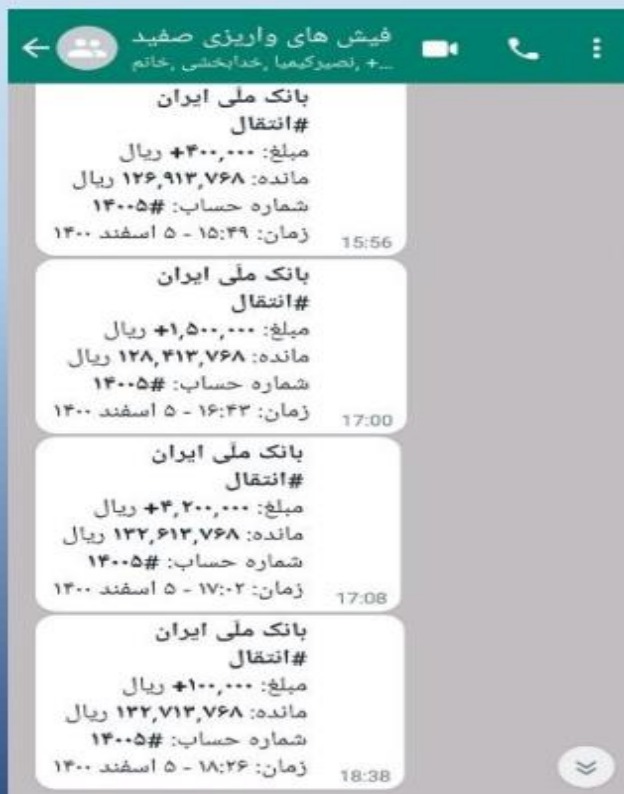 فیش های واریزی صفید
...+ ,نصیرکیمیا ,خدابخشی ,خانم
بانک ملی ایران
#انتقال
مبلغ: ۴۰۰,۰۰۰+ ریال
مانده: ۱۲۶,۹۱۳,۷۶۸ ریال
شماره حساب: #۱۴۰۰۵
زمان: ۱۵:۴۹ - ۵ اسفند ۱۴۰۰
15:56
بانک ملّی ایران
#انتقال
مبلغ: ۱,۵۰۰,۰۰۰+ ریال
مانده: ۱۲۸,۴۱۳,۷۶۸ ریال
شماره حساب: #۱۴۰۰۵
زمان: ۱۶:۴۳ - ۵ اسفند ۱۴۰۰
17:00
بانک ملّی ایران
#انتقال
مبلغ: ۴,۲۰۰,۰۰۰+ ریال
مانده: ۱۳۲,۶۱۳,۷۶۸ ریال
شماره حساب: #۱۴۰۰۵
زمان: ۱۷:۰۲ - ۵ اسفند ۱۴۰۰
17:08
بانک ملّی ایران
#انتقال
مبلغ: ۱۰۰,۰۰۰+ ریال
مانده: ۱۳۲,۷۱۳,۷۶۸ ریال
شماره حساب: #۱۴۰۰۵
زمان: ۱۸:۲۶ - ۵ اسفند ۱۴۰۰
18:38